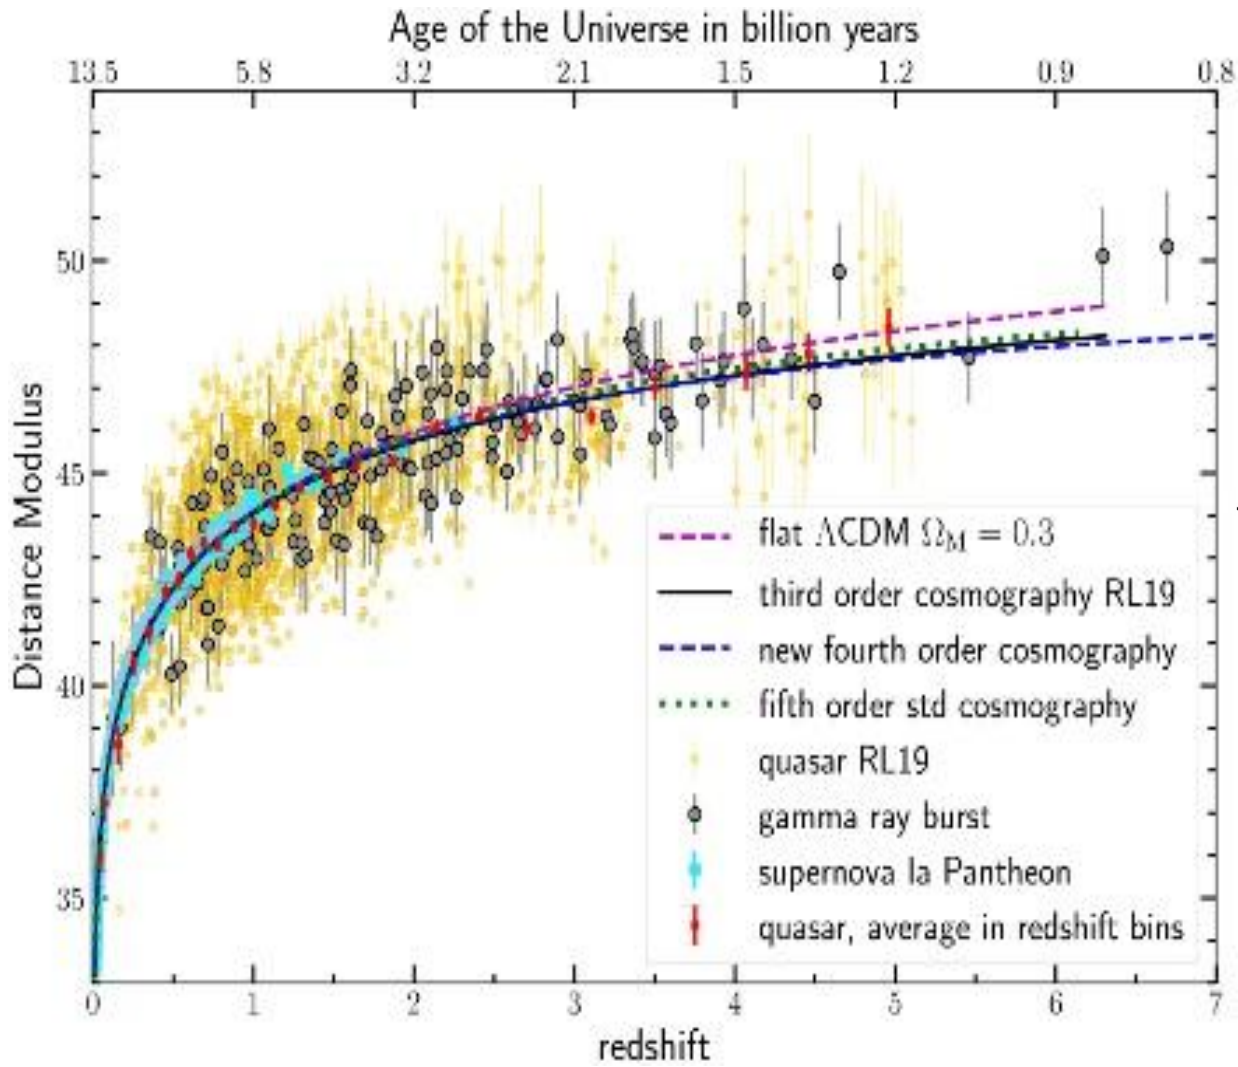 Age of the Universe in billion years
13.5 5.8 3.2 2.1 1.5 1.2 0.9 0.8
Distance Modulus
50
45
40
35
flat ΛCDM Ω_M = 0.3
third order cosmography RL19
new fourth order cosmography
fifth order std cosmography
quasar RL19
gamma ray burst
supernova Ia Pantheon
quasar, average in redshift bins
0 1 2 3 4 5 6 7
redshift